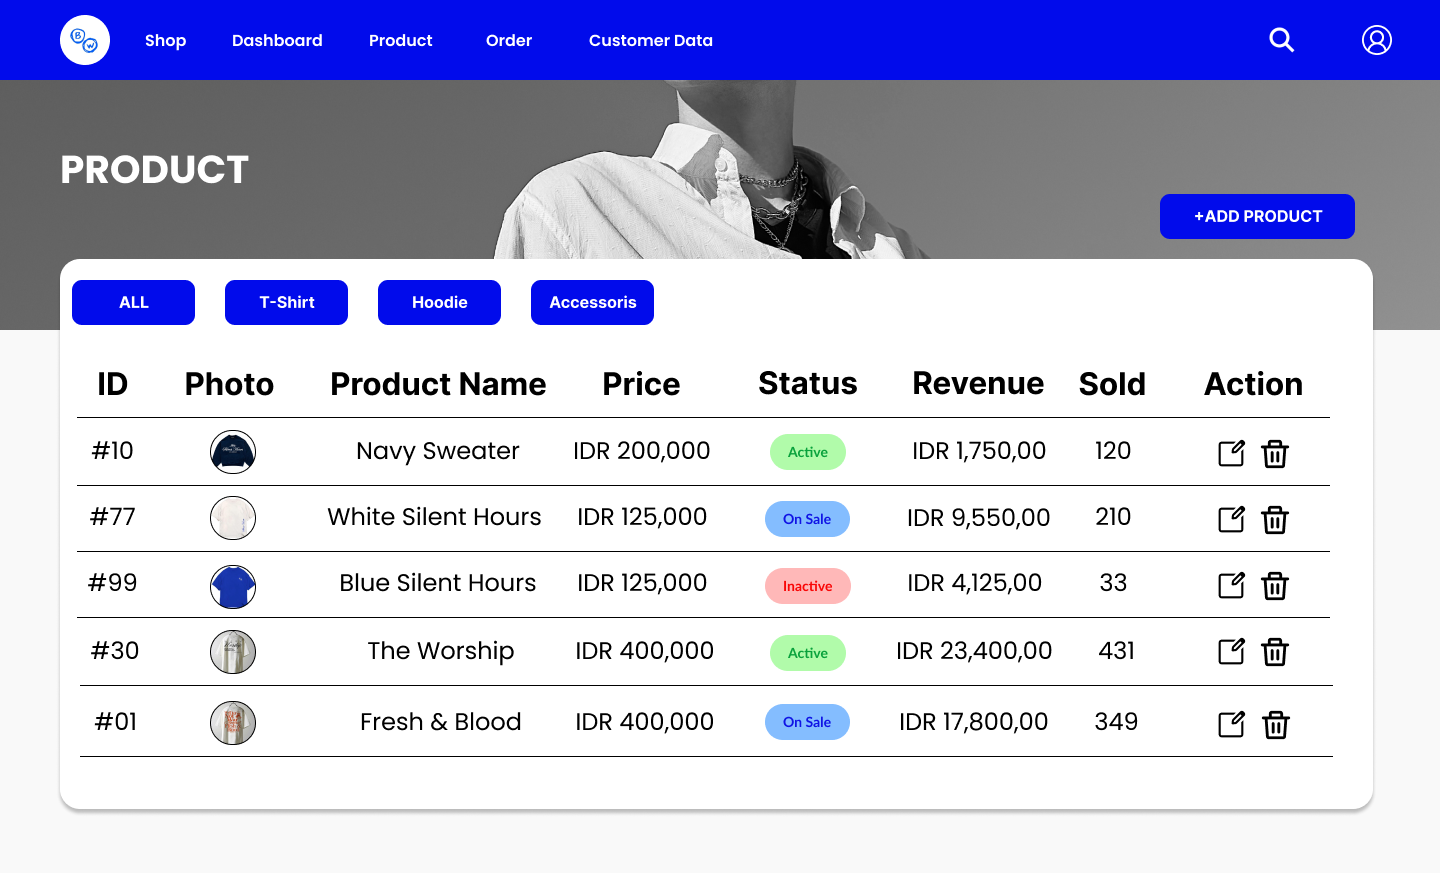 B
W
Shop Dashboard Product Order Customer Data
PRODUCT
+ADD PRODUCT
ALL T-Shirt Hoodie Accessoris
ID Photo Product Name Price Status Revenue Sold Action
#10 Navy Sweater IDR 200,000 Active IDR 1,750,00 120
#77 White Silent Hours IDR 125,000 On Sale IDR 9,550,00 210
#99 Blue Silent Hours IDR 125,000 Inactive IDR 4,125,00 33
#30 The Worship IDR 400,000 Active IDR 23,400,00 431
#01 Fresh & Blood IDR 400,000 On Sale IDR 17,800,00 349